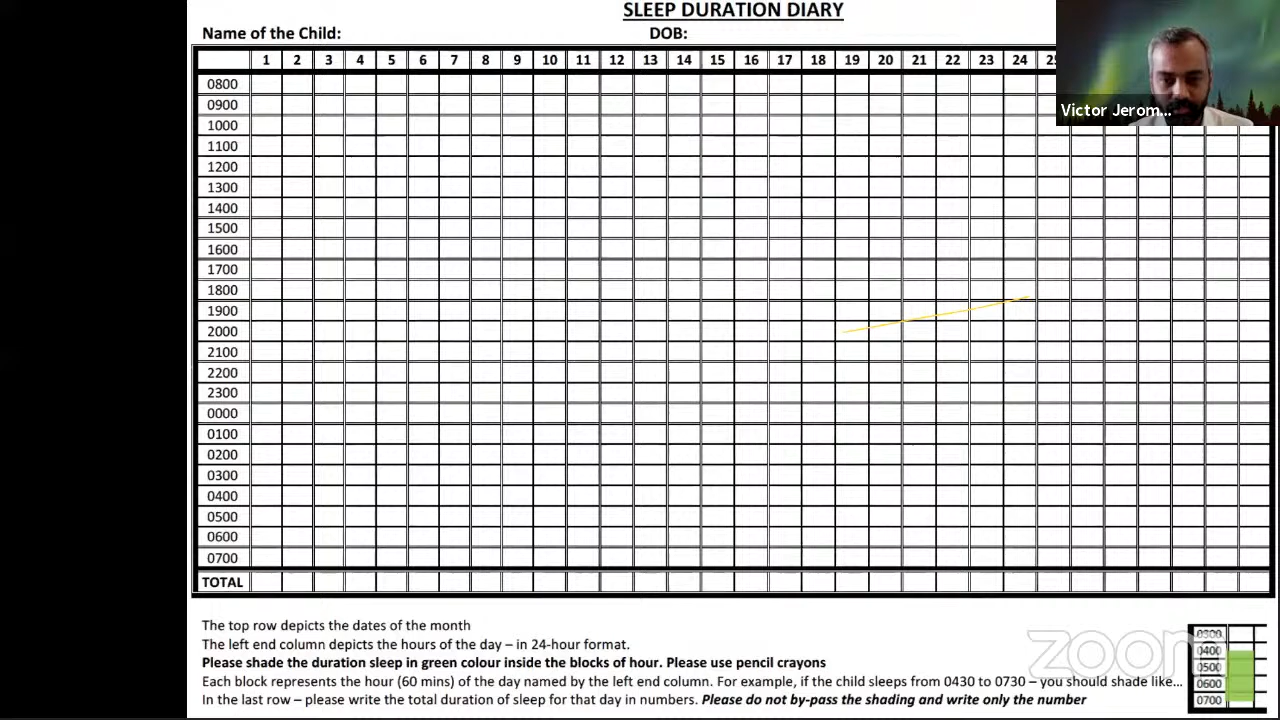 SLEEP DURATION DIARY
Name of the Child: DOB:
1 2 3 4 5 6 7 8 9 10 11 12 13 14 15 16 17 18 19 20 21 22 23 24
Victor Jerom...
0800
0900
1000
1100
1200
1300
1400
1500
1600
1700
1800
1900
2000
2100
2200
2300
0000
0100
0200
0300
0400
0500
0600
0700
TOTAL
The top row depicts the dates of the month
The left end column depicts the hours of the day – in 24-hour format.
Please shade the duration sleep in green colour inside the blocks of hour. Please use pencil crayons
Each block represents the hour (60 mins) of the day named by the left end column. For example, if the child sleeps from 0430 to 0730 – you should shade like...
In the last row – please write the total duration of sleep for that day in numbers. Please do not by-pass the shading and write only the number
0300
0400
0500
0600
0700
zoom